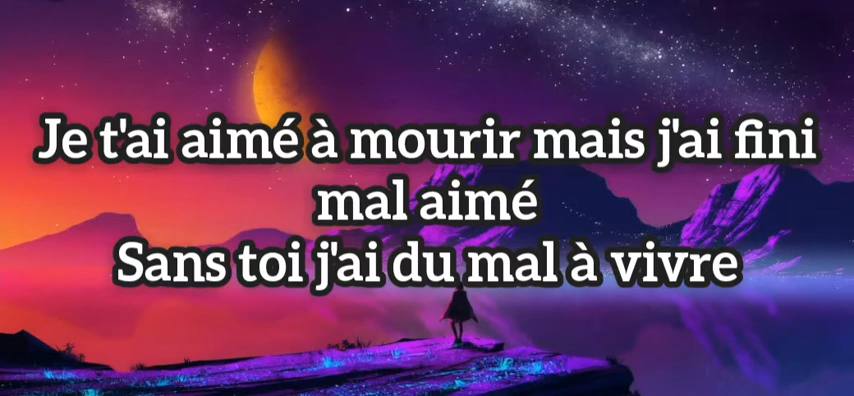 Je t'ai aimé à mourir mais j'ai fini
mal aimé
Sans toi j'ai du mal à vivre